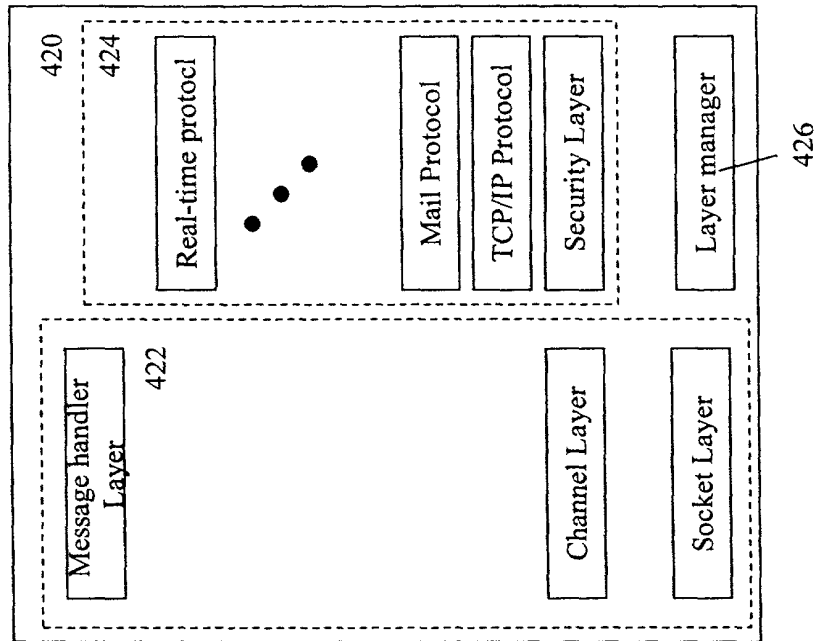 420
424
Message handler
Layer
422
Real-time protocl
Mail Protocol
TCP/IP Protocol
Channel Layer
Security Layer
Socket Layer
Layer manager
426